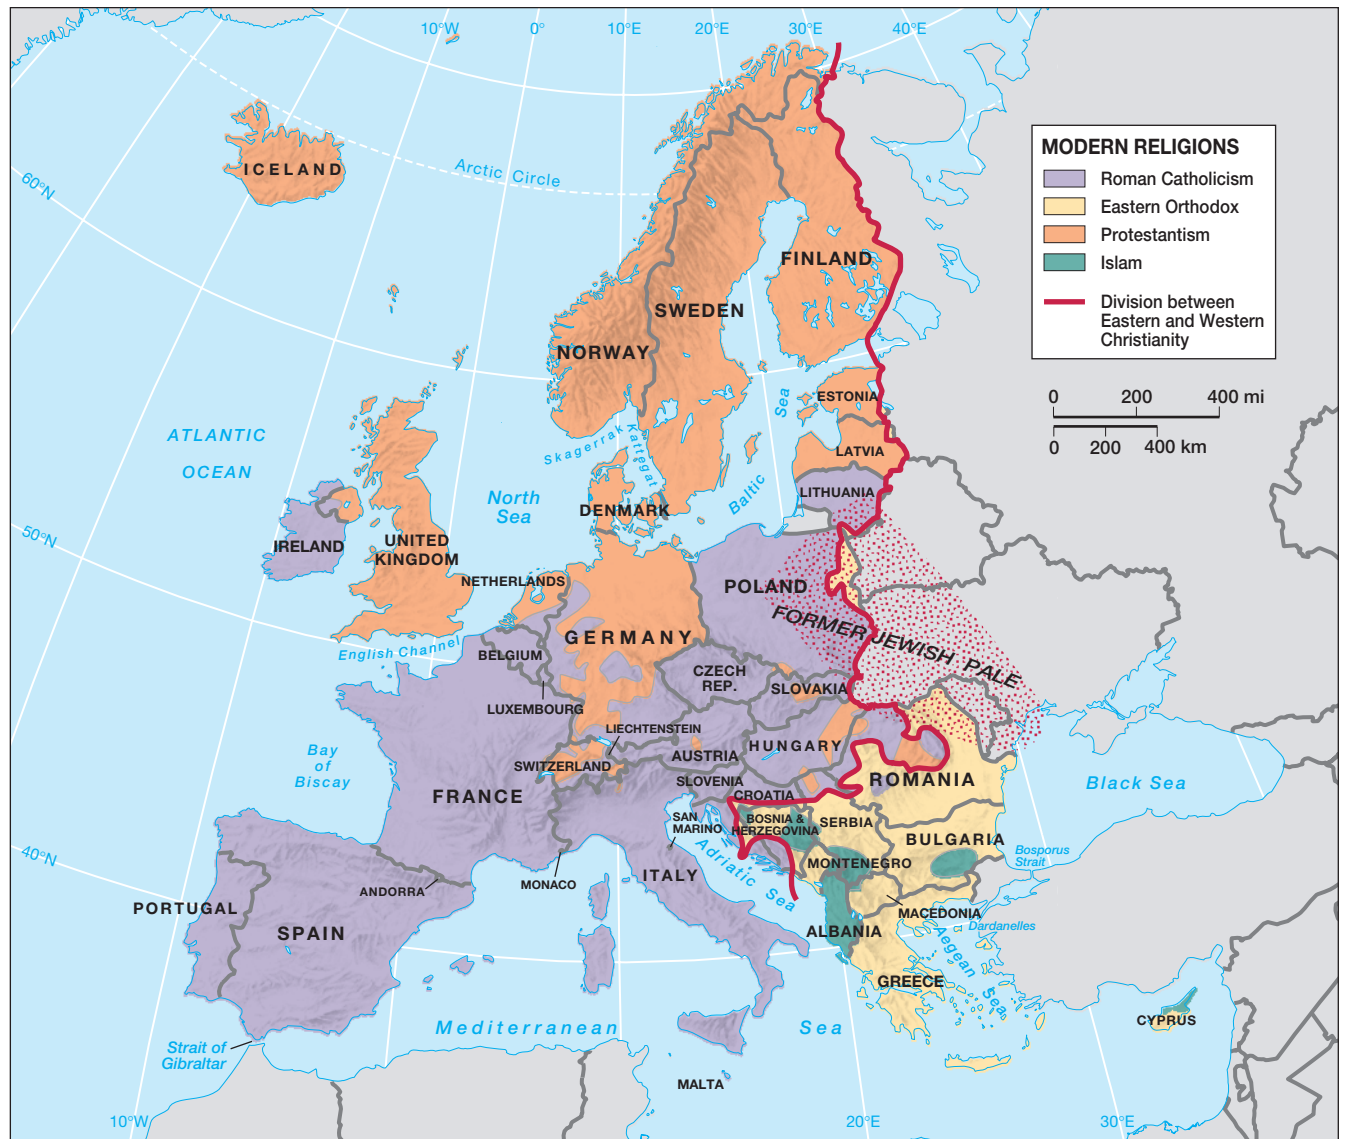 10°W
0°
10°E
20°E
30°E
40°E
60°N
50°N
40°N
Arctic Circle
ICELAND
MODERN RELIGIONS
Roman Catholicism
Eastern Orthodox
Protestantism
Islam
Division between
Eastern and Western
Christianity
0 200 400 mi
0 200 400 km
FINLAND
SWEDEN
NORWAY
ESTONIA
LATVIA
LITHUANIA
ATLANTIC
OCEAN
Skagerrak
Kattegat
Baltic
Sea
North
Sea
DENMARK
IRELAND
UNITED
KINGDOM
NETHERLANDS
POLAND
FORMER JEWISH PALE
GERMANY
English Channel
BELGIUM
CZECH
REP.
SLOVAKIA
LUXEMBOURG
LIECHTENSTEIN
Bay
of
Biscay
SWITZERLAND
AUSTRIA
HUNGARY
ROMANIA
Black Sea
FRANCE
SLOVENIA
CROATIA
SAN
MARINO
BOSNIA &
HERZEGOVINA
SERBIA
BULGARIA
Bosporus
Strait
Adriatic Sea
MONTENEGRO
ITALY
ANDORRA
MONACO
PORTUGAL
SPAIN
MACEDONIA
Dardanelles
ALBANIA
Aegean Sea
GREECE
CYPRUS
Mediterranean
Sea
Strait of
Gibraltar
MALTA
10°W
20°E
30°E